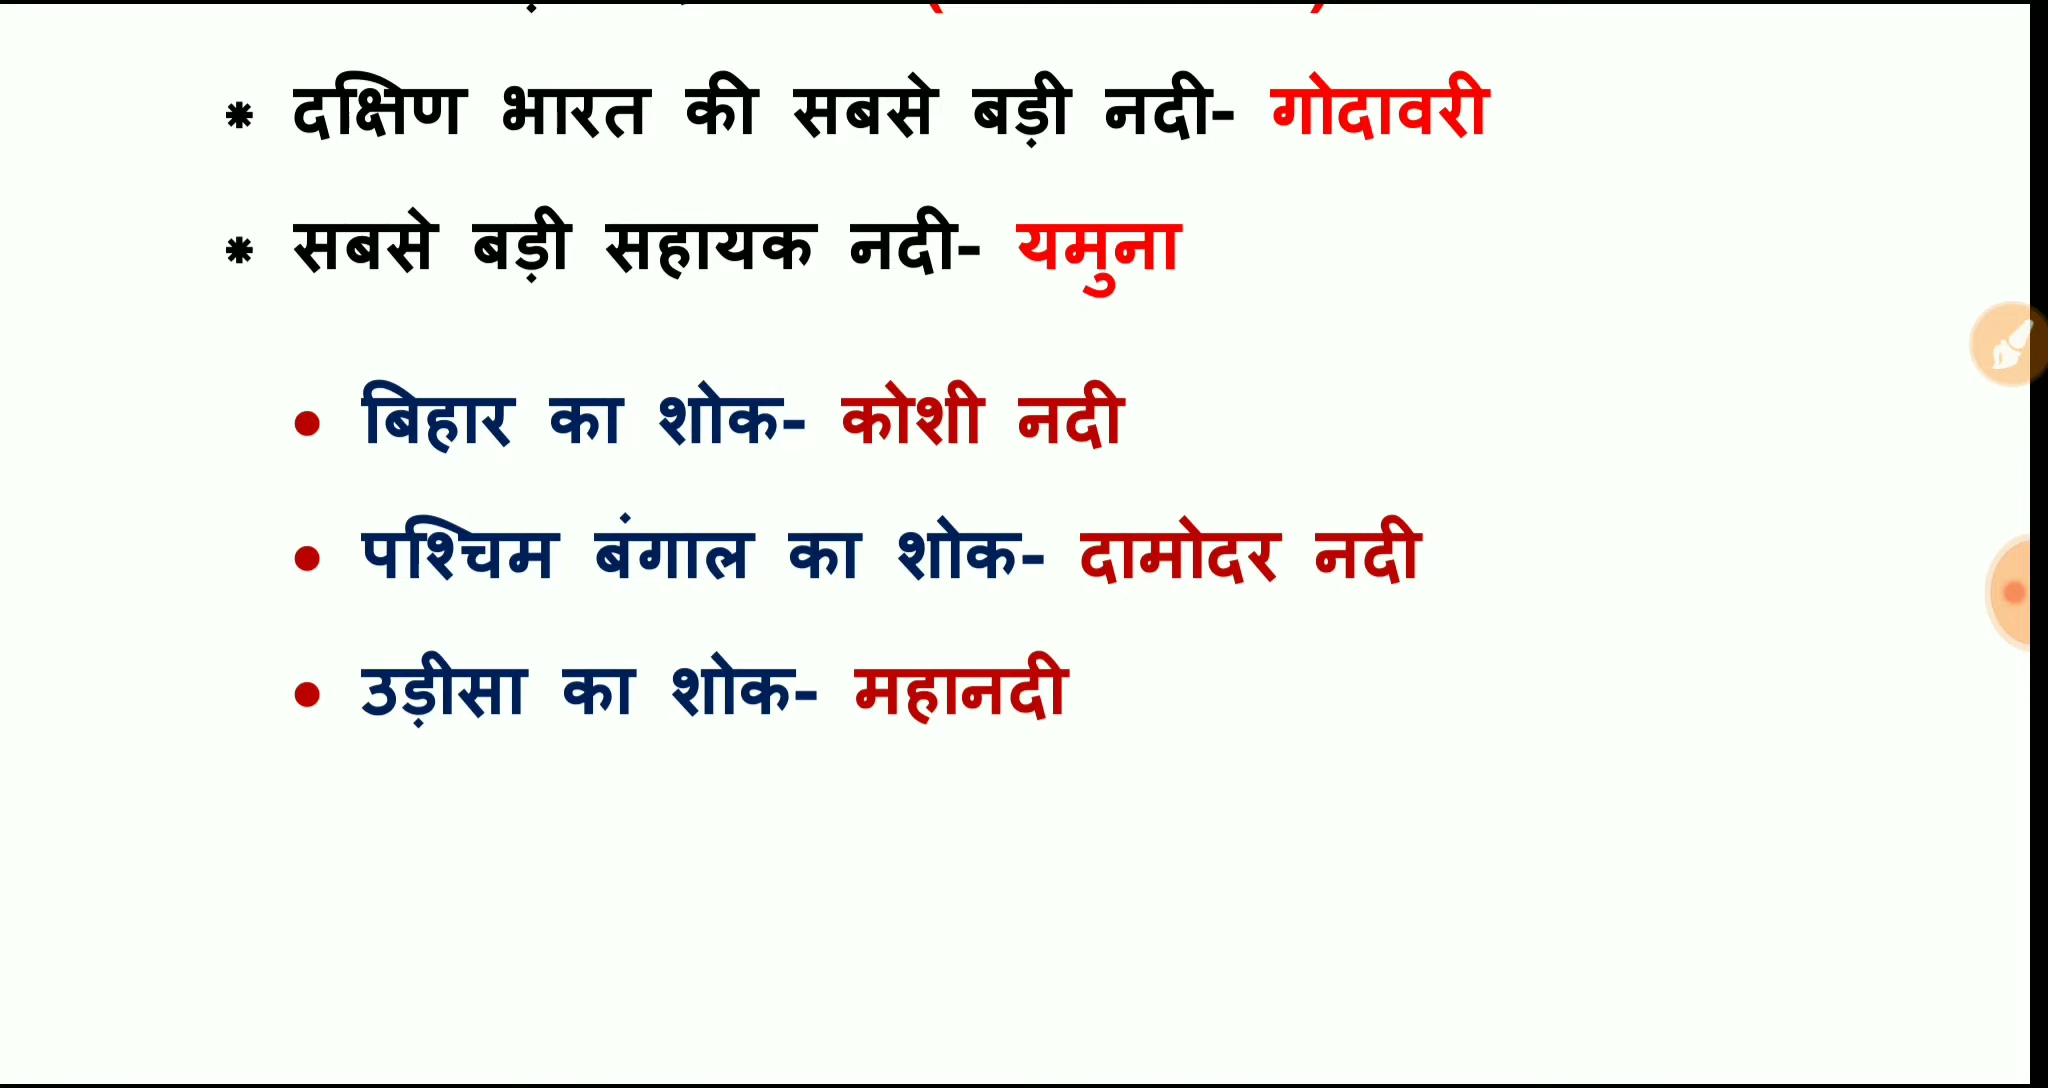 * दक्षिण भारत की सबसे बड़ी नदी- गोदावरी
* सबसे बड़ी सहायक नदी- यमुना
• बिहार का शोक- कोशी नदी
• पश्चिम बंगाल का शोक- दामोदर नदी
• उड़ीसा का शोक- महानदी